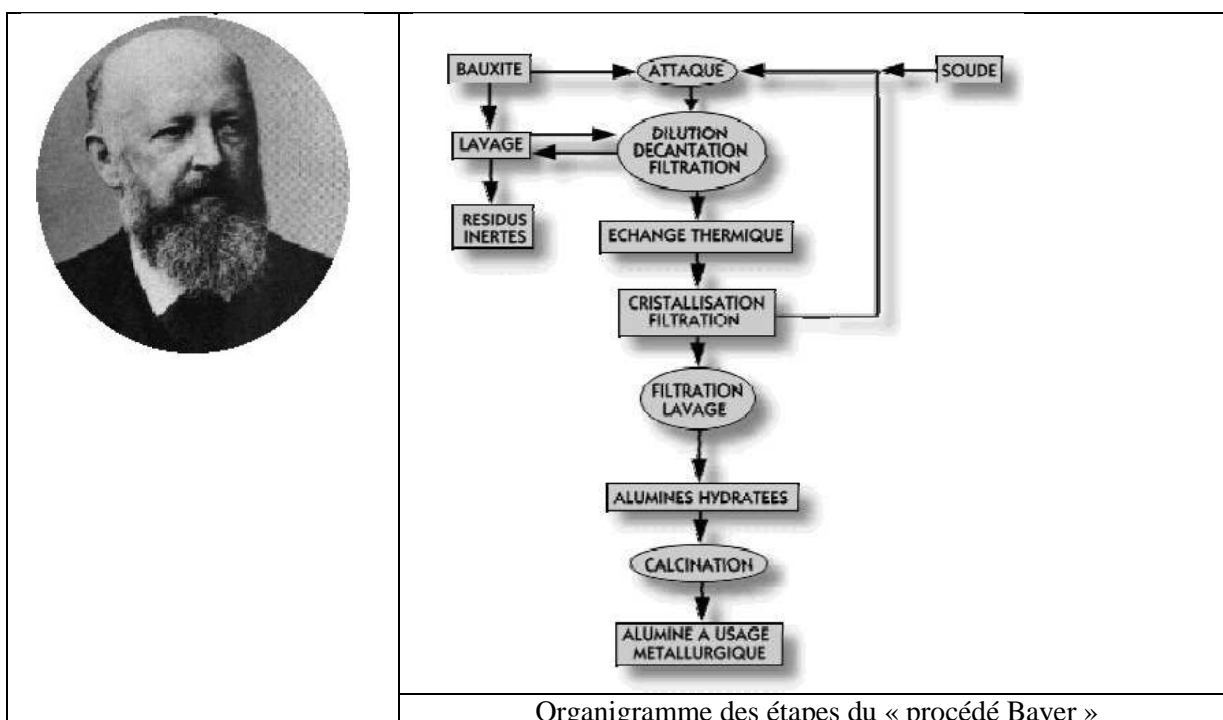 BAUXITE
ATTAQUE
SOUDE
LAVAGE
DILUTION
DECANTATION
FILTRATION
RESIDUS
INERTES
ECHANGE THERMIQUE
CRISTALLISATION
FILTRATION
FILTRATION
LAVAGE
ALUMINES HYDRATEES
CALCINATION
ALUMINE A USAGE
METALLURGIQUE
Organigramme des étapes du « procédé Bayer »